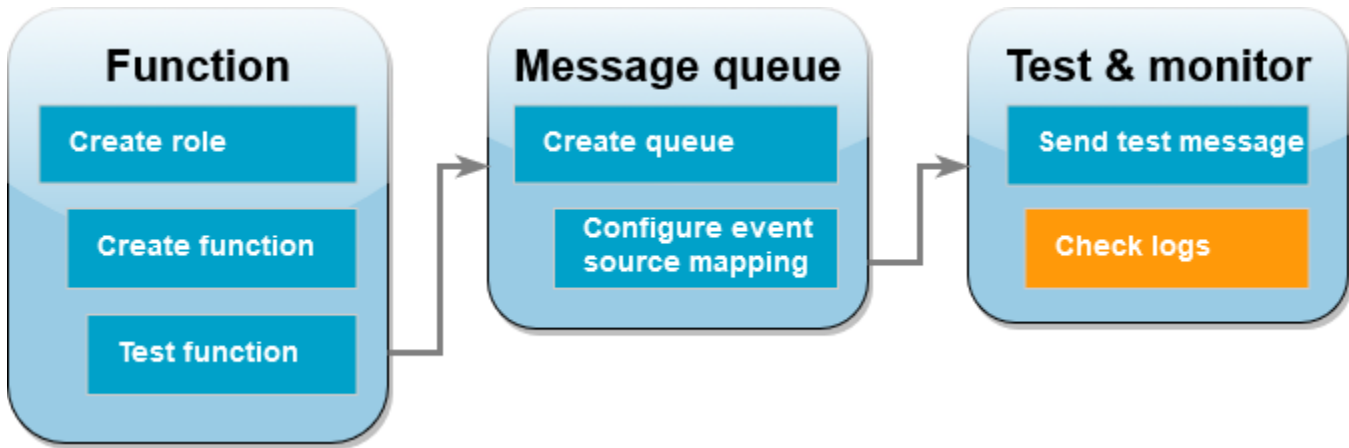 Function
Create role
Create function
Test function
Message queue
Create queue
Configure event
source mapping
Test & monitor
Send test message
Check logs